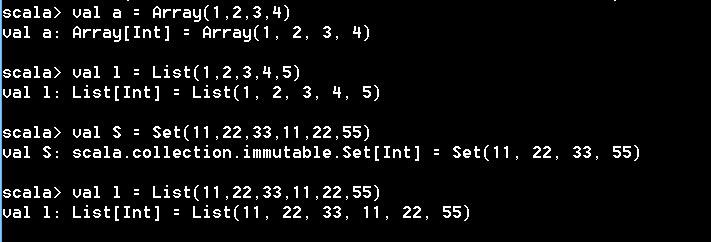 scala> val a = Array(1,2,3,4)
val a: Array[Int] = Array(1, 2, 3, 4)
scala> val l = List(1,2,3,4,5)
val l: List[Int] = List(1, 2, 3, 4, 5)
scala> val S = Set(11,22,33,11,22,55)
val S: scala.collection.immutable.Set[Int] = Set(11, 22, 33, 55)
scala> val l = List(11,22,33,11,22,55)
val l: List[Int] = List(11, 22, 33, 11, 22, 55)